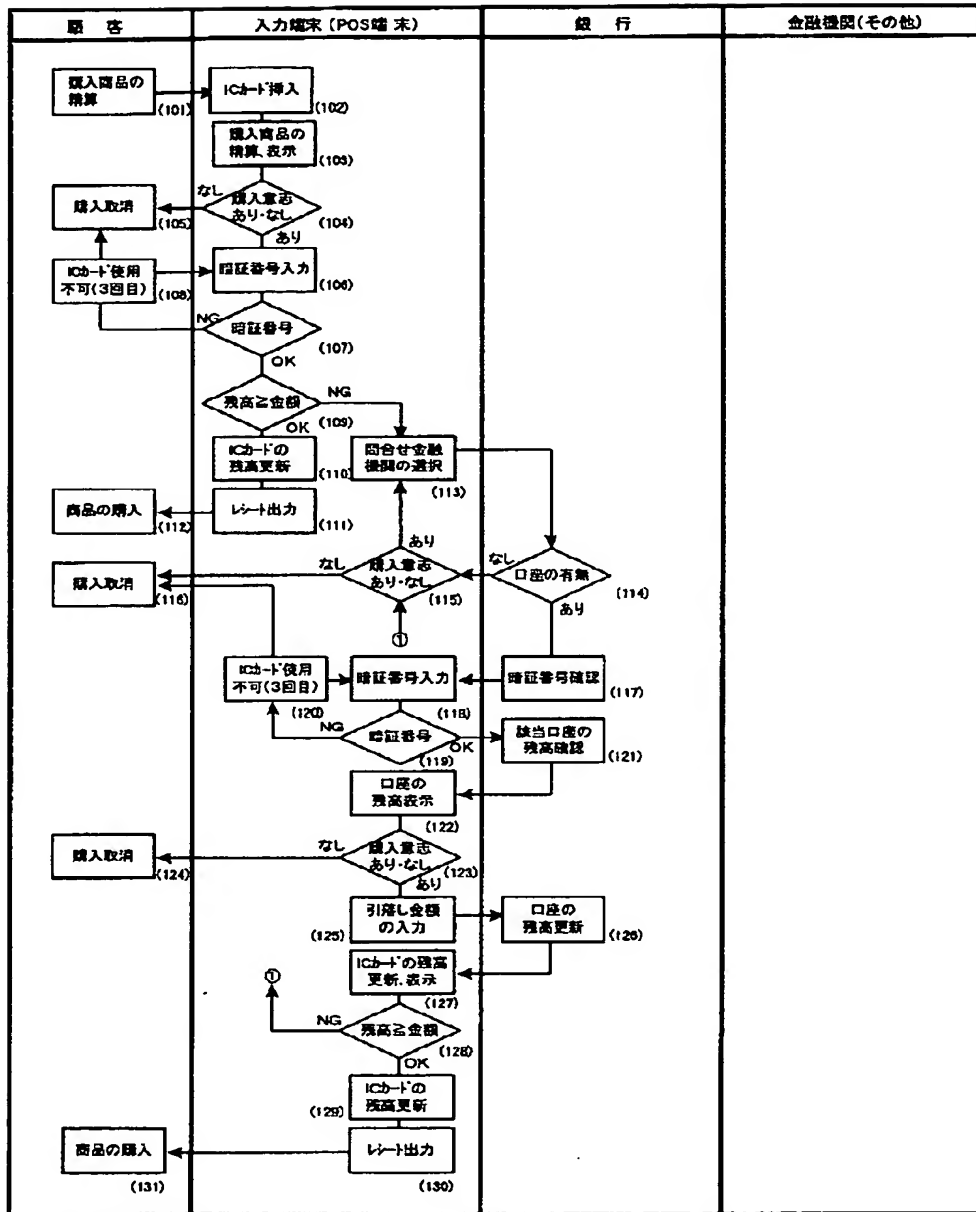 顧 客
入力端末(POS端 末)
銀 行
金融機関(その他)
購入商品の
精算
(101)
ICカード挿入
(102)
購入商品の
精算、表示
(103)
なし
購入意志
あり・なし
(104)
あり
購入取消
(105)
ICカード使用
不可(3回目)
(108)
暗証番号入力
(106)
NG
暗証番号
(107)
OK
残高≧金額
NG
(109)
OK
ICカードの
残高更新
(110)
問合せ金融
機関の選択
(113)
商品の購入
(112)
レシート出力
(111)
あり
購入取消
(116)
なし
購入意志
あり・なし
(115)
なし
口座の有無
(114)
あり
①
ICカード使用
不可(3回目)
(120)
暗証番号入力
(118)
暗証番号確認
(117)
NG
暗証番号
(119)
OK
該当口座の
残高確認
(121)
口座の
残高表示
(122)
購入取消
(124)
なし
購入意志
あり・なし
(123)
あり
引落し金額
の入力
(125)
口座の
残高更新
(126)
①
ICカードの残高
更新、表示
(127)
NG
残高≧金額
(128)
OK
ICカードの
残高更新
(129)
商品の購入
(131)
レシート出力
(130)